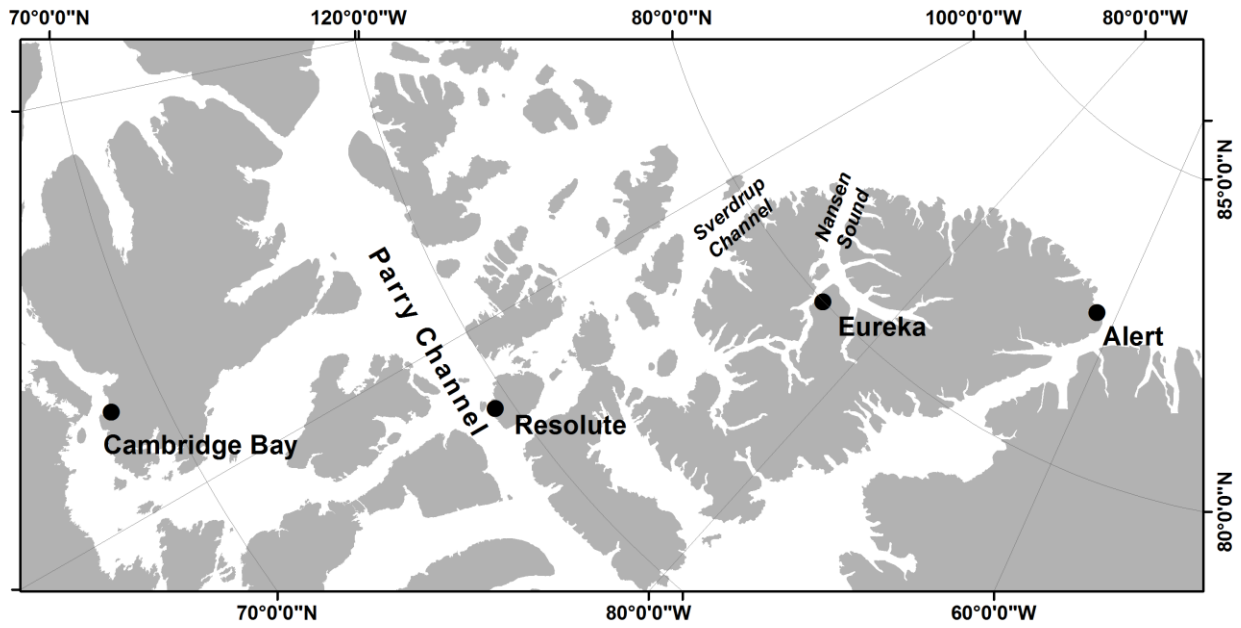 70°0'0"N 120°0'0"W 80°0'0"N 100°0'0"W 80°0'0"W
85°0'0"N
Sverdrup
Channel
Nansen
Sound
Parry Channel
Eureka
Alert
Resolute
Cambridge Bay
80°0'0"N
70°0'0"N 80°0'0"W 60°0'0"W